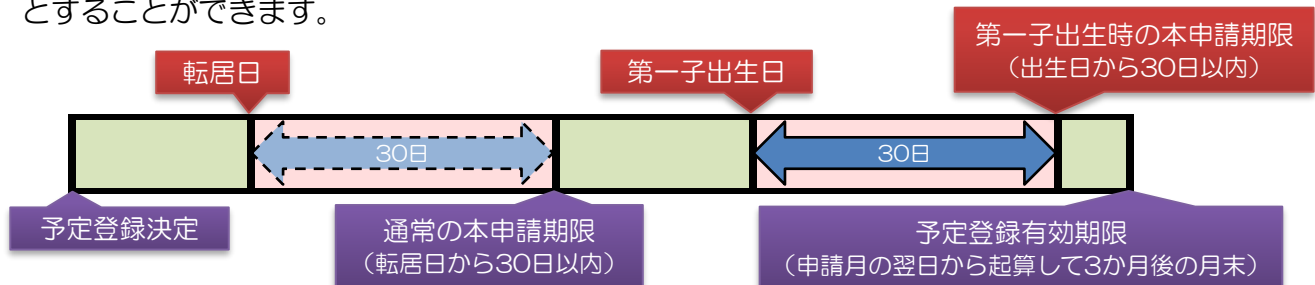 とすることができます。
第一子出生時の本申請期限
（出生日から30日以内）
転居日
第一子出生日
30日
30日
予定登録決定
通常の本申請期限
（転居日から30日以内）
予定登録有効期限
（申請月の翌日から起算して3か月後の月末）